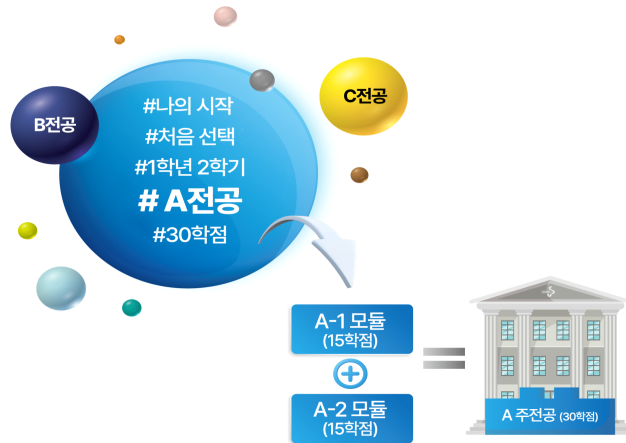 B전공
C전공
#나의 시작
#처음 선택
#1학년 2학기
# A전공
#30학점
A-1 모듈
(15학점)
A-2 모듈
(15학점)
A 주전공 (30학점)